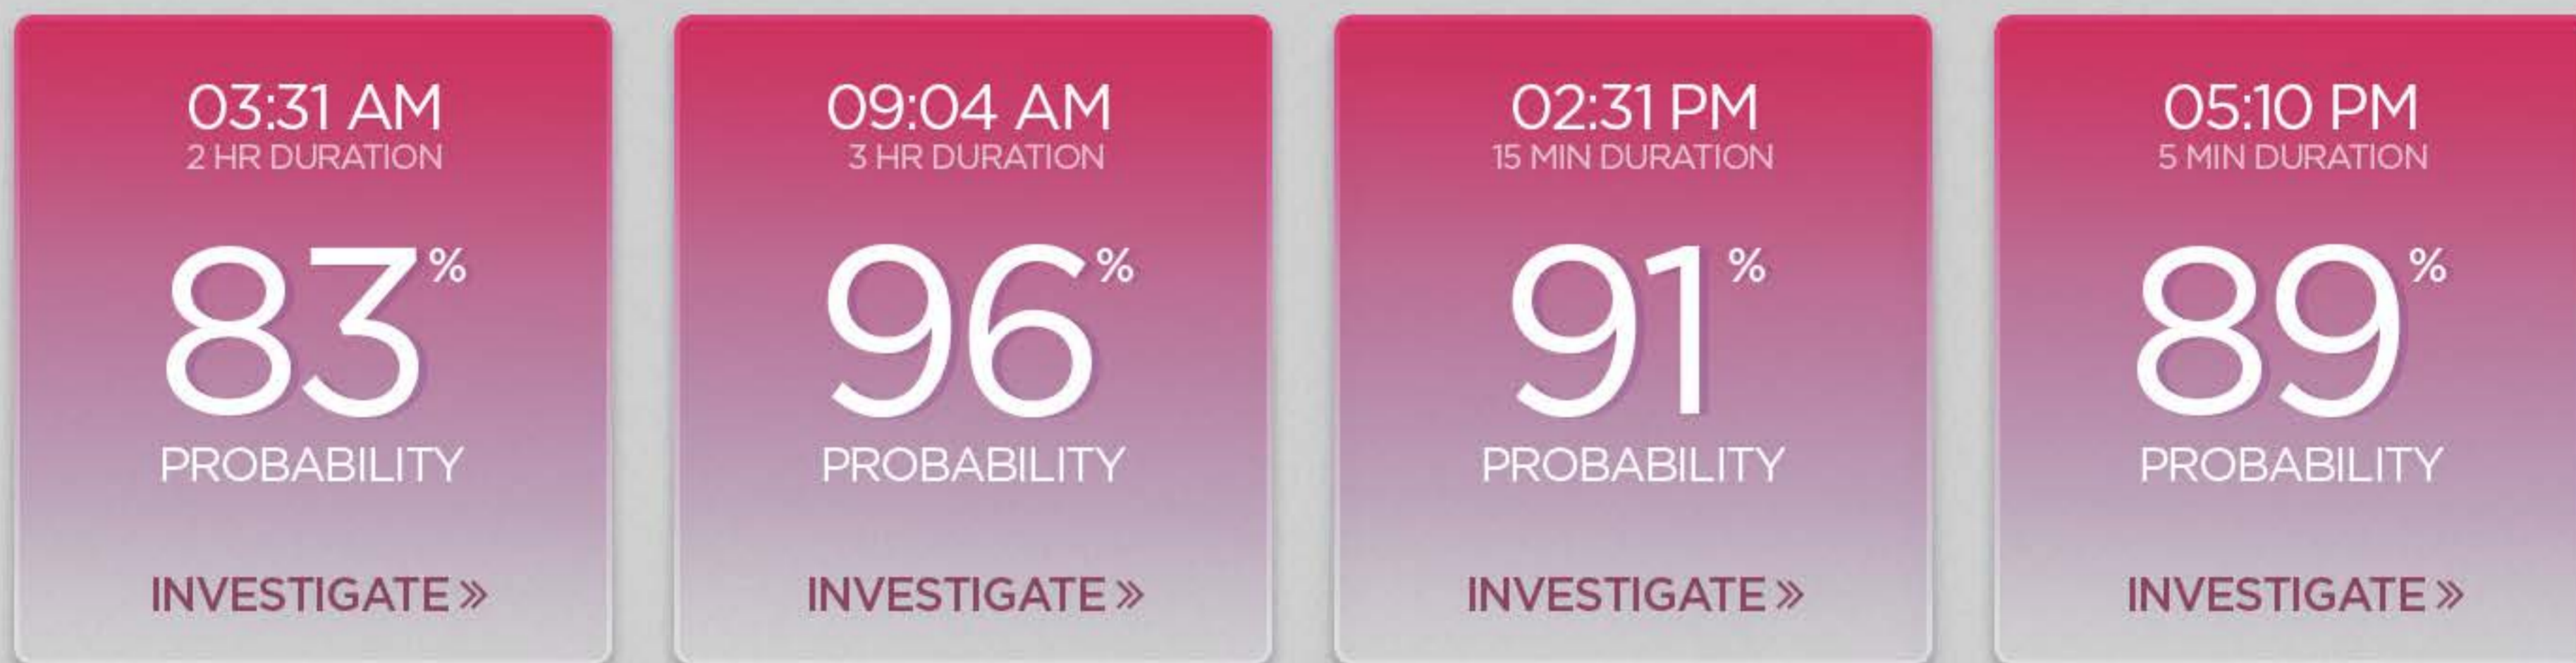 03:31 AM
2 HR DURATION
83%
PROBABILITY
INVESTIGATE »
09:04 AM
3 HR DURATION
96%
PROBABILITY
INVESTIGATE »
02:31 PM
15 MIN DURATION
91%
PROBABILITY
INVESTIGATE »
05:10 PM
5 MIN DURATION
89%
PROBABILITY
INVESTIGATE »